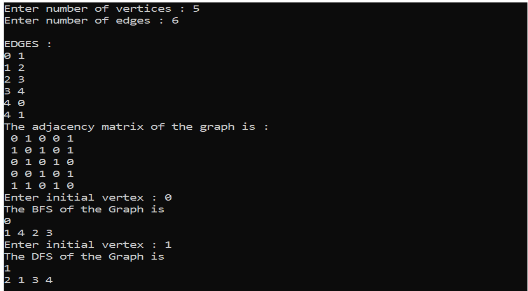 Enter number of vertices : 5
Enter number of edges : 6
EDGES :
0 1
1 2
2 3
3 4
4 0
4 1
The adjacency matrix of the graph is :
0 1 0 0 1
1 0 1 0 1
0 1 0 1 0
0 0 1 0 1
1 1 0 1 0
Enter initial vertex : 0
The BFS of the Graph is
0
1 4 2 3
Enter initial vertex : 1
The DFS of the Graph is
1
2 1 3 4